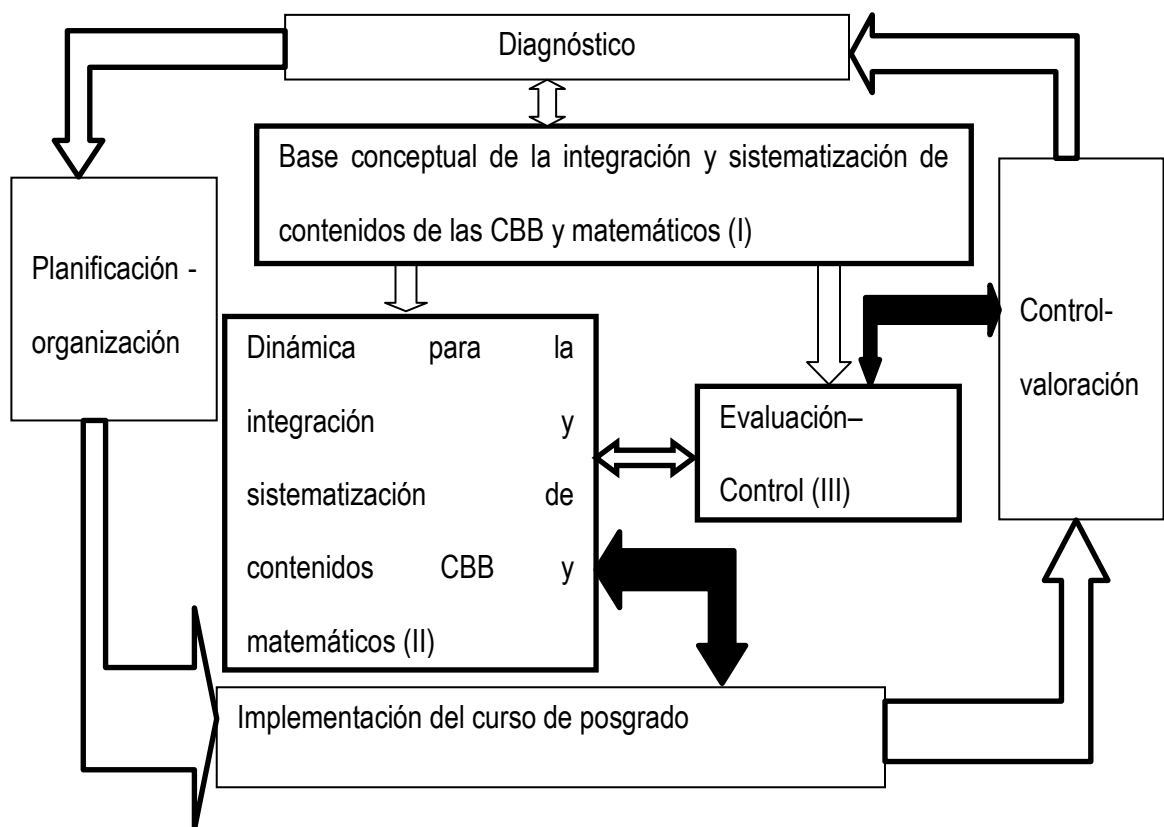 Diagnóstico
Base conceptual de la integración y sistematización de
contenidos de las CBB y matemáticos (I)
Planificación -
organización
Dinámica para la
integración y
sistematización de
contenidos CBB y
matemáticos (II)
Evaluación–
Control (III)
Control-
valoración
Implementación del curso de posgrado